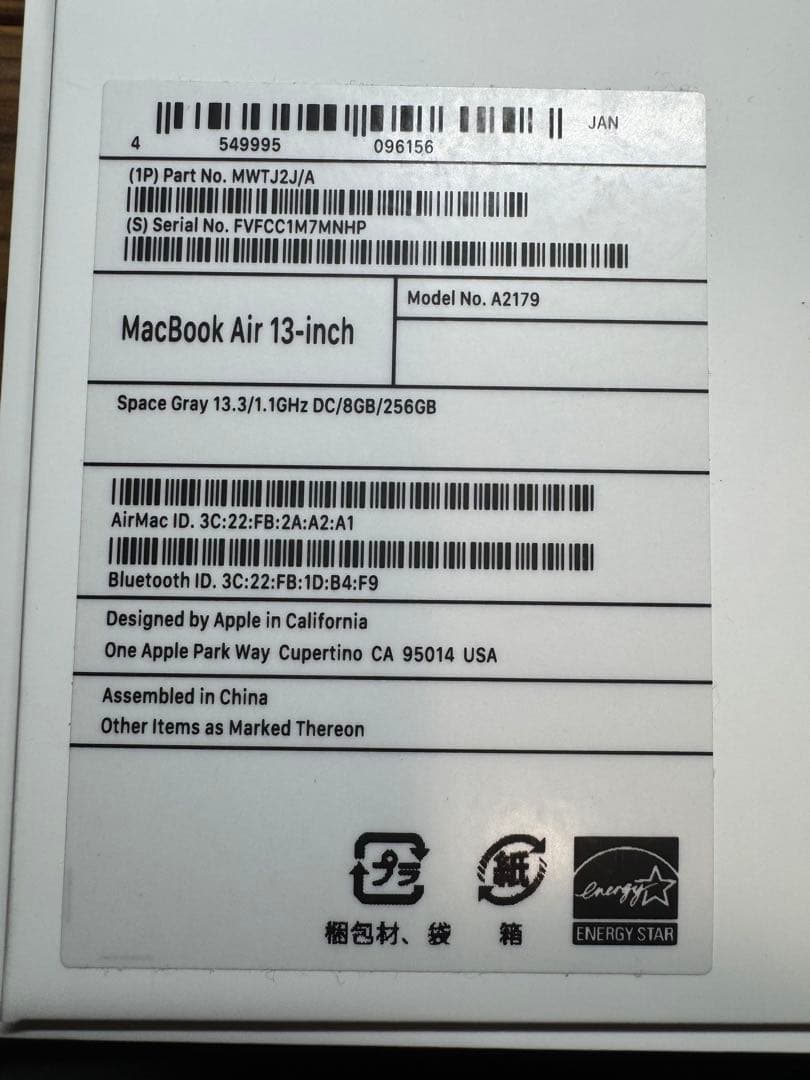 JAN
4 549995 096156
(1P) Part No. MWTJ2J/A
(S) Serial No. FVFCC1M7MNHP
MacBook Air 13-inch
Model No. A2179
Space Gray 13.3/1.1GHz DC/8GB/256GB
AirMac ID. 3C:22:FB:2A:A2:A1
Bluetooth ID. 3C:22:FB:1D:B4:F9
Designed by Apple in California
One Apple Park Way Cupertino CA 95014 USA
Assembled in China
Other Items as Marked Thereon
プラ
紙
energy
梱包材、袋
箱
ENERGY STAR